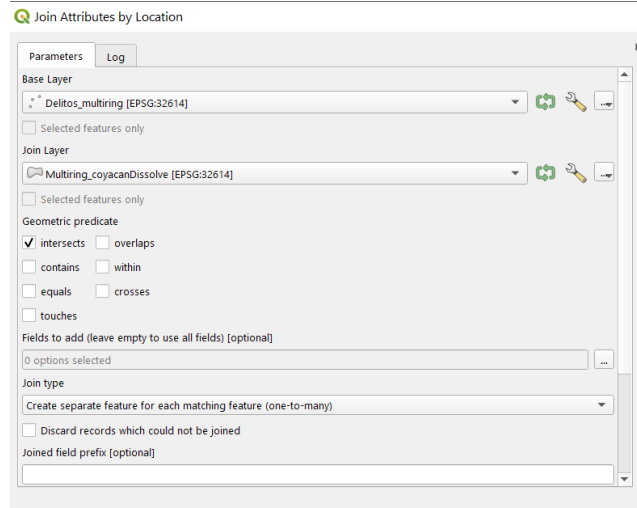 Join Attributes by Location
Parameters Log
Base Layer
Delitos_multiring [EPSG:32614]
...
Selected features only
Join Layer
Multiring_coyacanDissolve [EPSG:32614]
...
Selected features only
Geometric predicate
intersects overlaps
contains within
equals crosses
touches
Fields to add (leave empty to use all fields) [optional]
0 options selected
...
Join type
Create separate feature for each matching feature (one-to-many)
Discard records which could not be joined
Joined field prefix [optional]